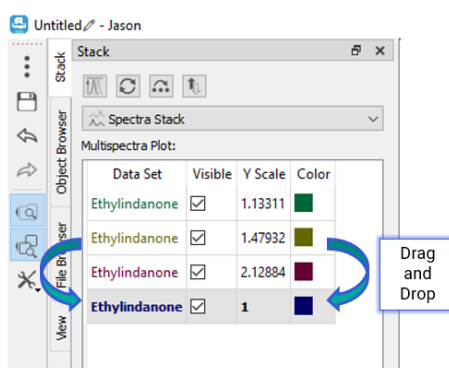 Untitled - Jason
Stack
Stack
Object Browser
File Browser
View
Spectra Stack
Multispectra Plot:
Data Set Visible Y Scale Color
Ethylindanone 1.13311
Ethylindanone 1.47932
Ethylindanone 2.12884
Ethylindanone 1
Drag
and
Drop